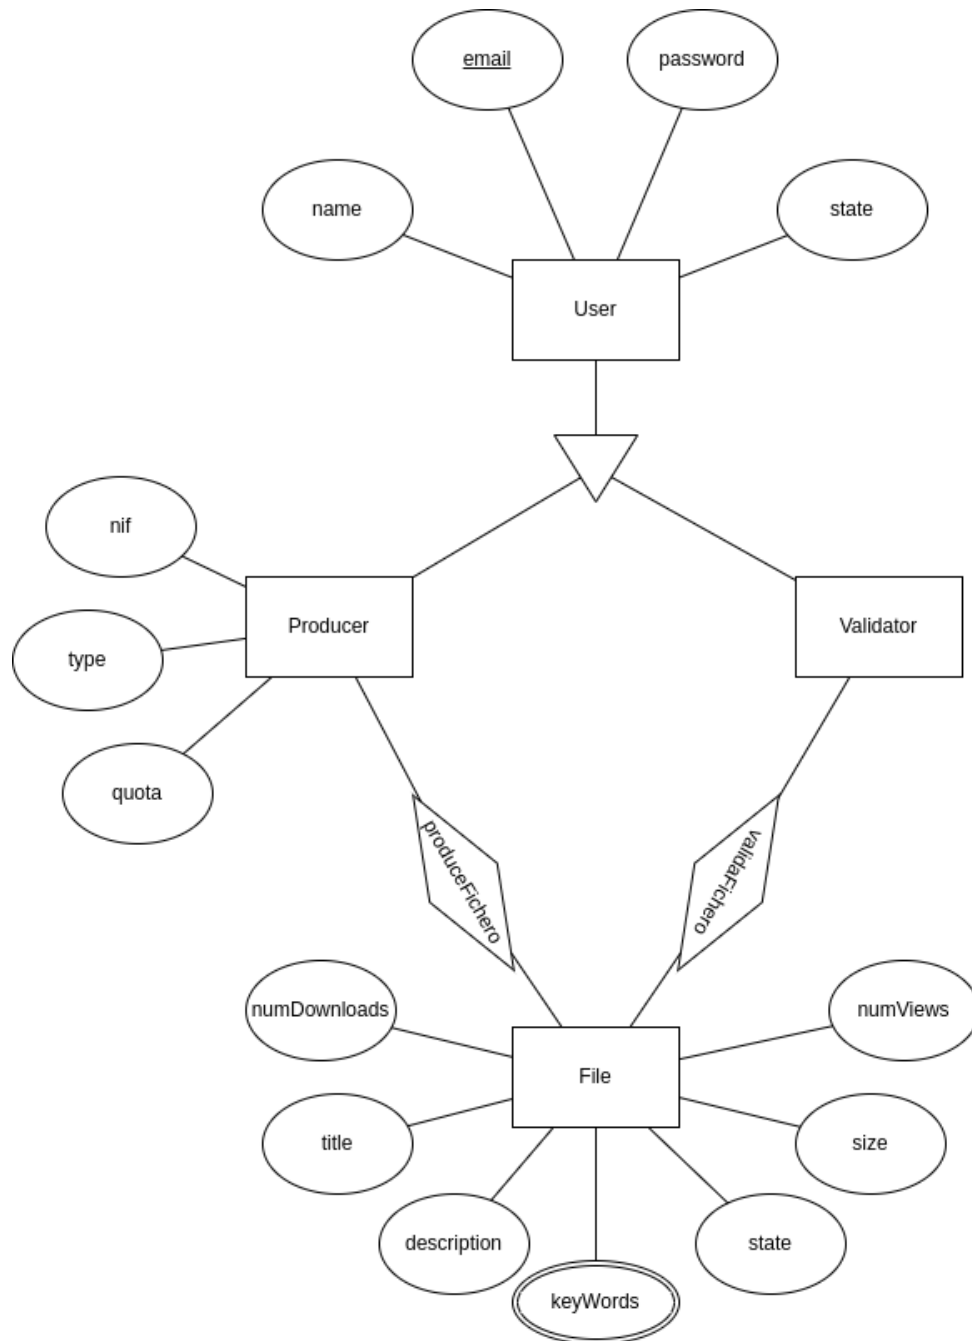 email
password
name
state
User
nif
Producer
Validator
type
quota
produceFichero
validaFichero
numDownloads
numViews
File
title
size
description
state
keyWords